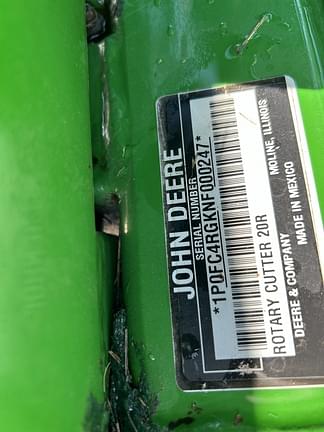 JOHN DEERE
SERIAL NUMBER
*1P0FC4RGKNF000247*
ROTARY CUTTER 20R
DEERE & COMPANY MOLINE, ILLINOIS
MADE IN MEXICO